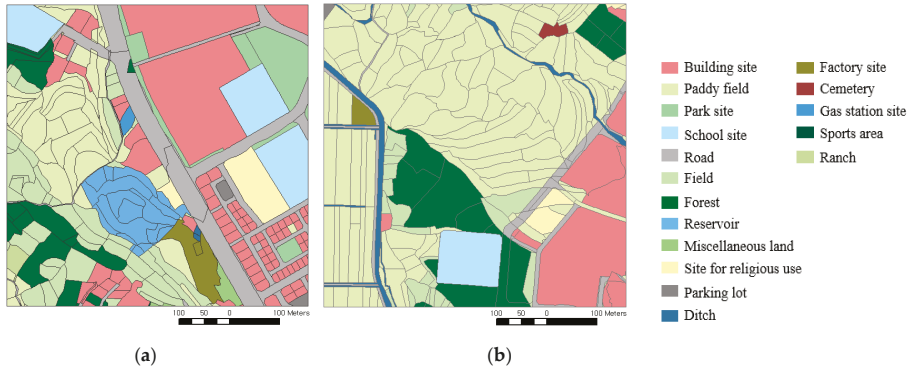 100 50 0 100 Meters
100 50 0 100 Meters
(a)
(b)
Building site
Paddy field
Park site
School site
Road
Field
Forest
Reservoir
Miscellaneous land
Site for religious use
Parking lot
Ditch
Factory site
Cemetery
Gas station site
Sports area
Ranch